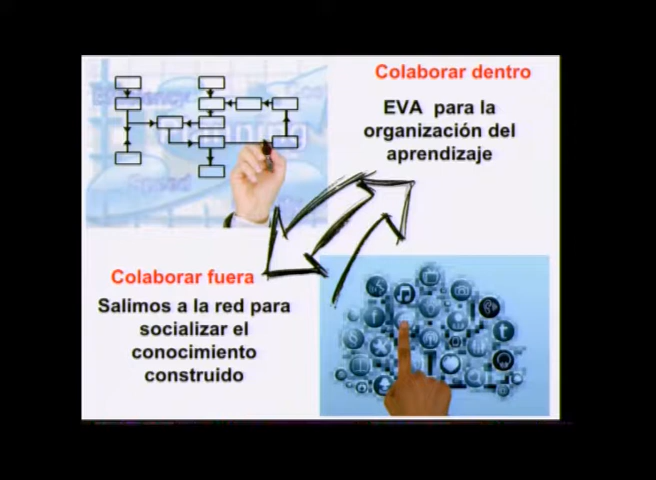 Colaborar dentro
EVA para la
organización del
aprendizaje
Colaborar fuera
Salimos a la red para
socializar el
conocimiento
construido